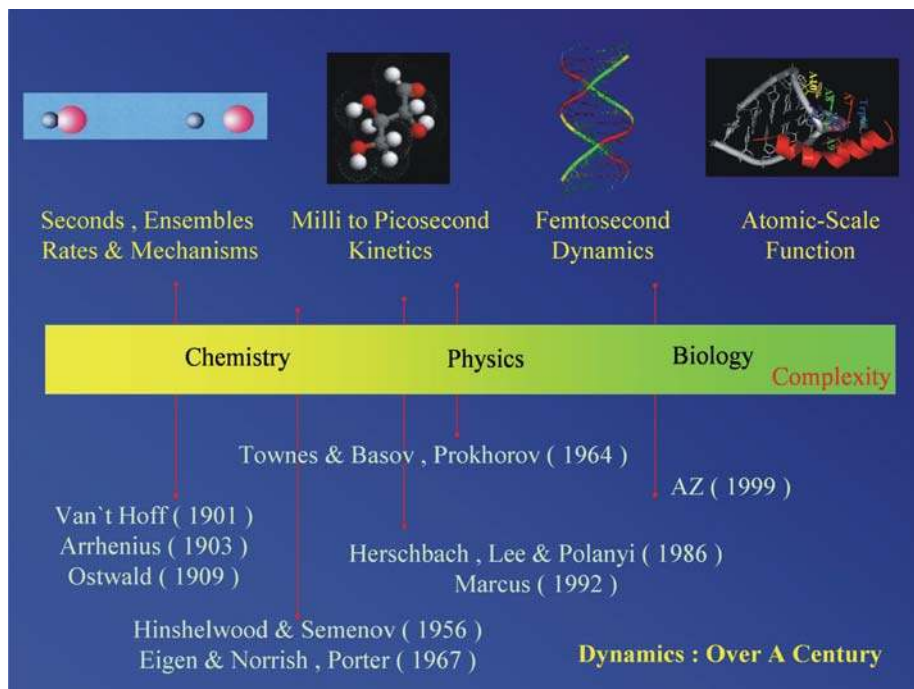 Seconds , Ensembles
Rates & Mechanisms
Milli to Picosecond
Kinetics
Femtosecond
Dynamics
Atomic-Scale
Function
Chemistry
Physics
Biology
Complexity
Townes & Basov , Prokhorov ( 1964 )
AZ ( 1999 )
Van`t Hoff ( 1901 )
Arrhenius ( 1903 )
Ostwald ( 1909 )
Herschbach , Lee & Polanyi ( 1986 )
Marcus ( 1992 )
Hinshelwood & Semenov ( 1956 )
Eigen & Norrish , Porter ( 1967 )
Dynamics : Over A Century